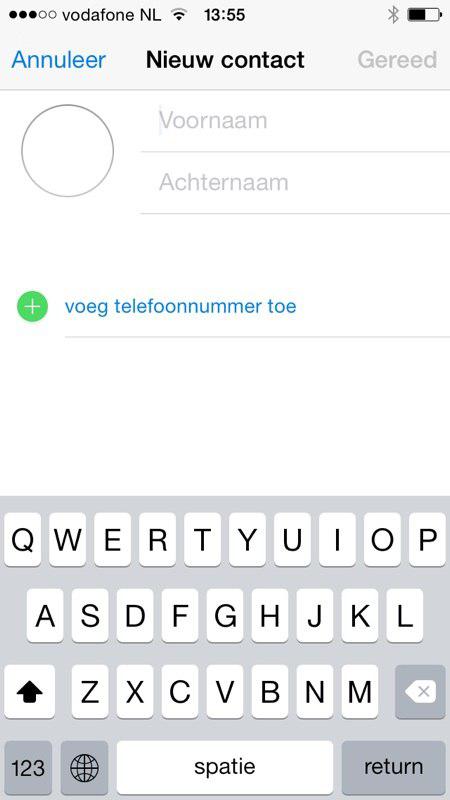 vodafone NL 13:55
Annuleer Nieuw contact Gereed
Voornaam
Achternaam
voeg telefoonnummer toe
Q W E R T Y U I O P
A S D F G H J K L
Z X C V B N M
123 spatie return